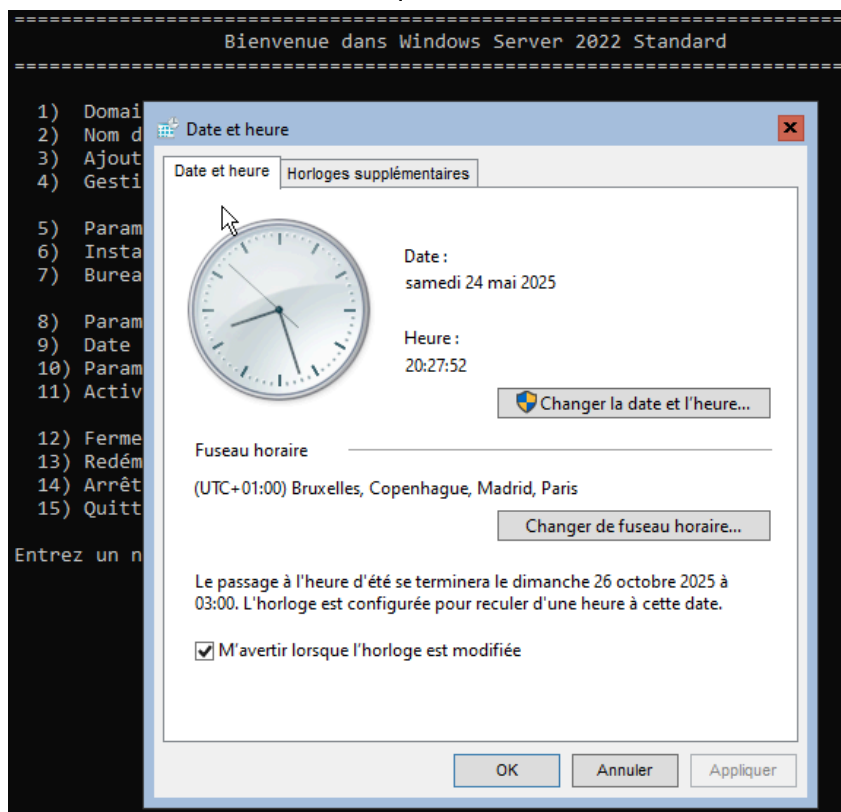 ==========================================================
Bienvenue dans Windows Server 2022 Standard
==========================================================
1) Domai
2) Nom d
3) Ajout
4) Gesti
5) Param
6) Insta
7) Burea
8) Param
9) Date
10) Param
11) Activ
12) Ferme
13) Redém
14) Arrêt
15) Quitt
Entrez un n
Date et heure
Date et heure Horloges supplémentaires
Date :
samedi 24 mai 2025
Heure :
20:27:52
Changer la date et l'heure...
Fuseau horaire
(UTC+01:00) Bruxelles, Copenhague, Madrid, Paris
Changer de fuseau horaire...
Le passage à l'heure d'été se terminera le dimanche 26 octobre 2025 à
03:00. L'horloge est configurée pour reculer d'une heure à cette date.
M'avertir lorsque l'horloge est modifiée
OK Annuler Appliquer